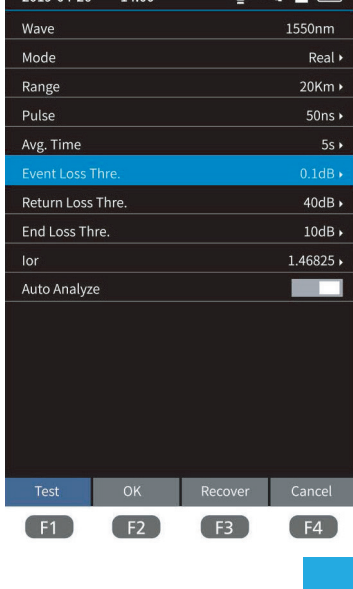 Wave 1550nm
Mode Real
Range 20Km
Pulse 50ns
Avg. Time 5s
Event Loss Thre. 0.1dB
Return Loss Thre. 40dB
End Loss Thre. 10dB
Ior 1.46825
Auto Analyze
Test OK Recover Cancel
F1 F2 F3 F4